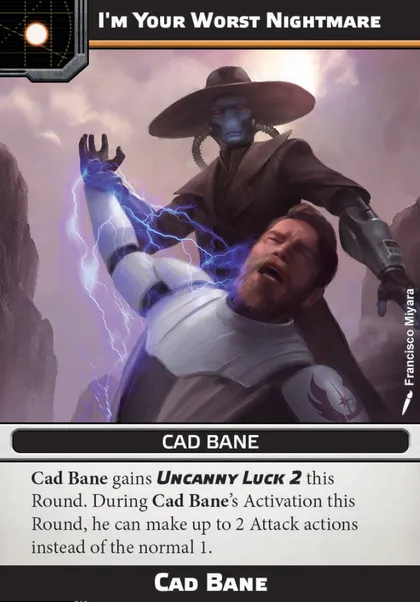 I'm Your Worst Nightmare
Francisco Miyara
CAD BANE
Cad Bane gains Uncanny Luck 2 this
Round. During Cad Bane's Activation this
Round, he can make up to 2 Attack actions
instead of the normal 1.
Cad Bane